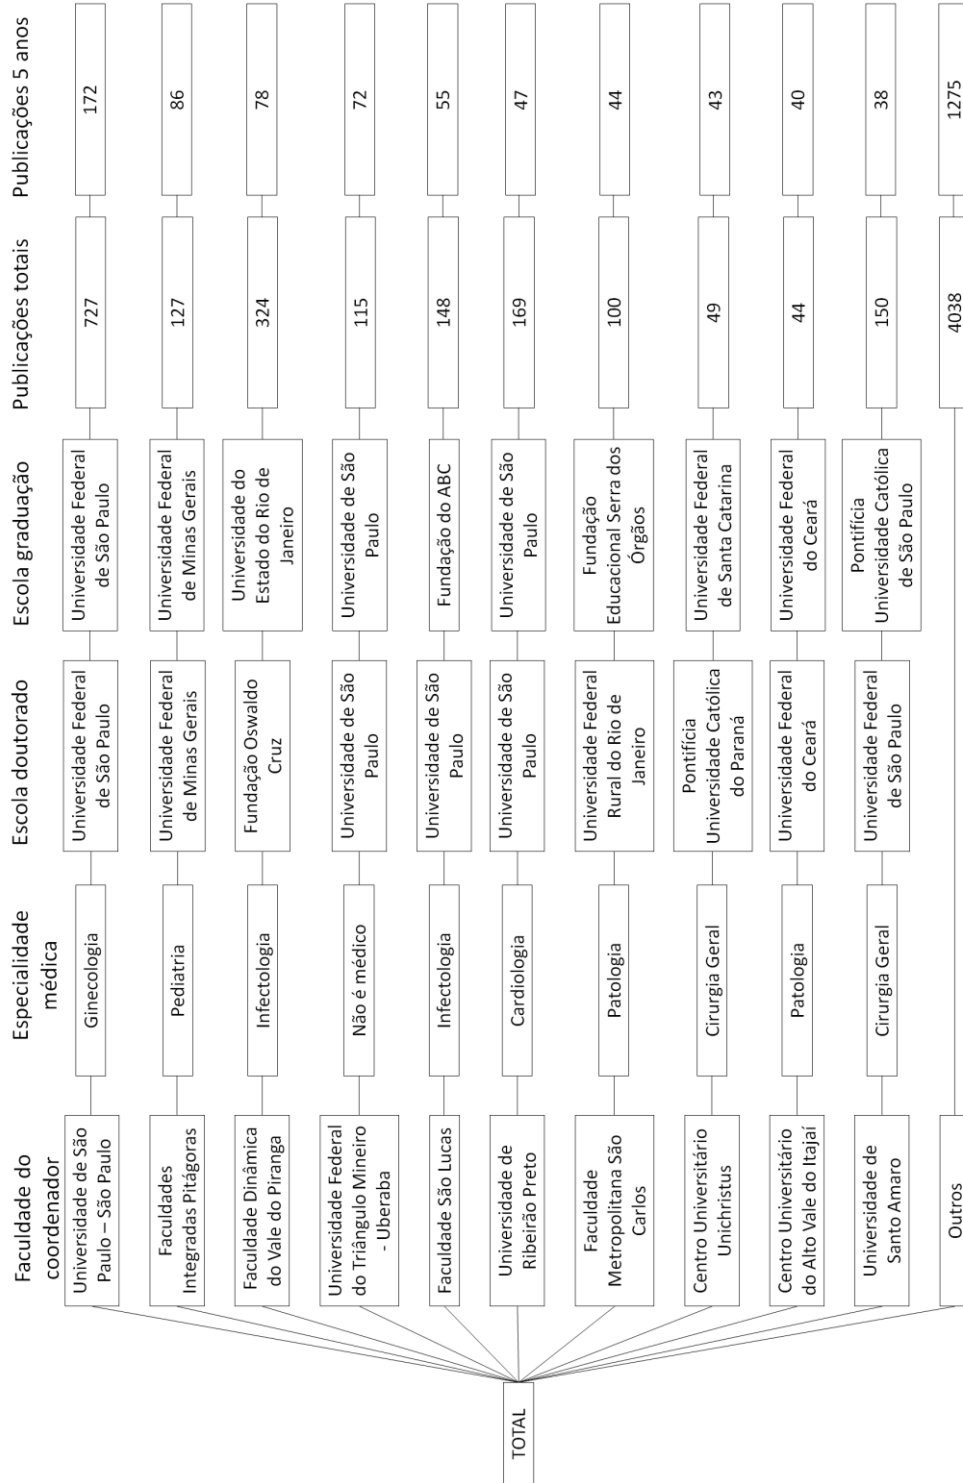 Faculdade do
coordenador
Especialidade
médica
Escola doutorado
Escola graduação
Publicações totais
Publicações 5 anos
TOTAL
Universidade de São
Paulo – São Paulo
Ginecologia
Universidade Federal
de São Paulo
Universidade Federal
de São Paulo
727
172
Faculdades
Integradas Pitágoras
Pediatria
Universidade Federal
de Minas Gerais
Universidade Federal
de Minas Gerais
127
86
Faculdade Dinâmica
do Vale do Piranga
Infectologia
Fundação Oswaldo
Cruz
Universidade do
Estado do Rio de
Janeiro
324
78
Universidade Federal
do Triângulo Mineiro
- Uberaba
Não é médico
Universidade de São
Paulo
Universidade de São
Paulo
115
72
Faculdade São Lucas
Infectologia
Universidade de São
Paulo
Fundação do ABC
148
55
Universidade de
Ribeirão Preto
Cardiologia
Universidade de São
Paulo
Universidade de São
Paulo
169
47
Faculdade
Metropolitana São
Carlos
Patologia
Universidade Federal
Rural do Rio de
Janeiro
Fundação
Educacional Serra dos
Órgãos
100
44
Centro Universitário
Unichristus
Cirurgia Geral
Pontifícia
Universidade Católica
do Paraná
Universidade Federal
de Santa Catarina
49
43
Centro Universitário
do Alto Vale do Itajaí
Patologia
Universidade Federal
do Ceará
Universidade Federal
do Ceará
44
40
Universidade de
Santo Amaro
Cirurgia Geral
Universidade Federal
de São Paulo
Pontifícia
Universidade Católica
de São Paulo
150
38
Outros
4038
1275